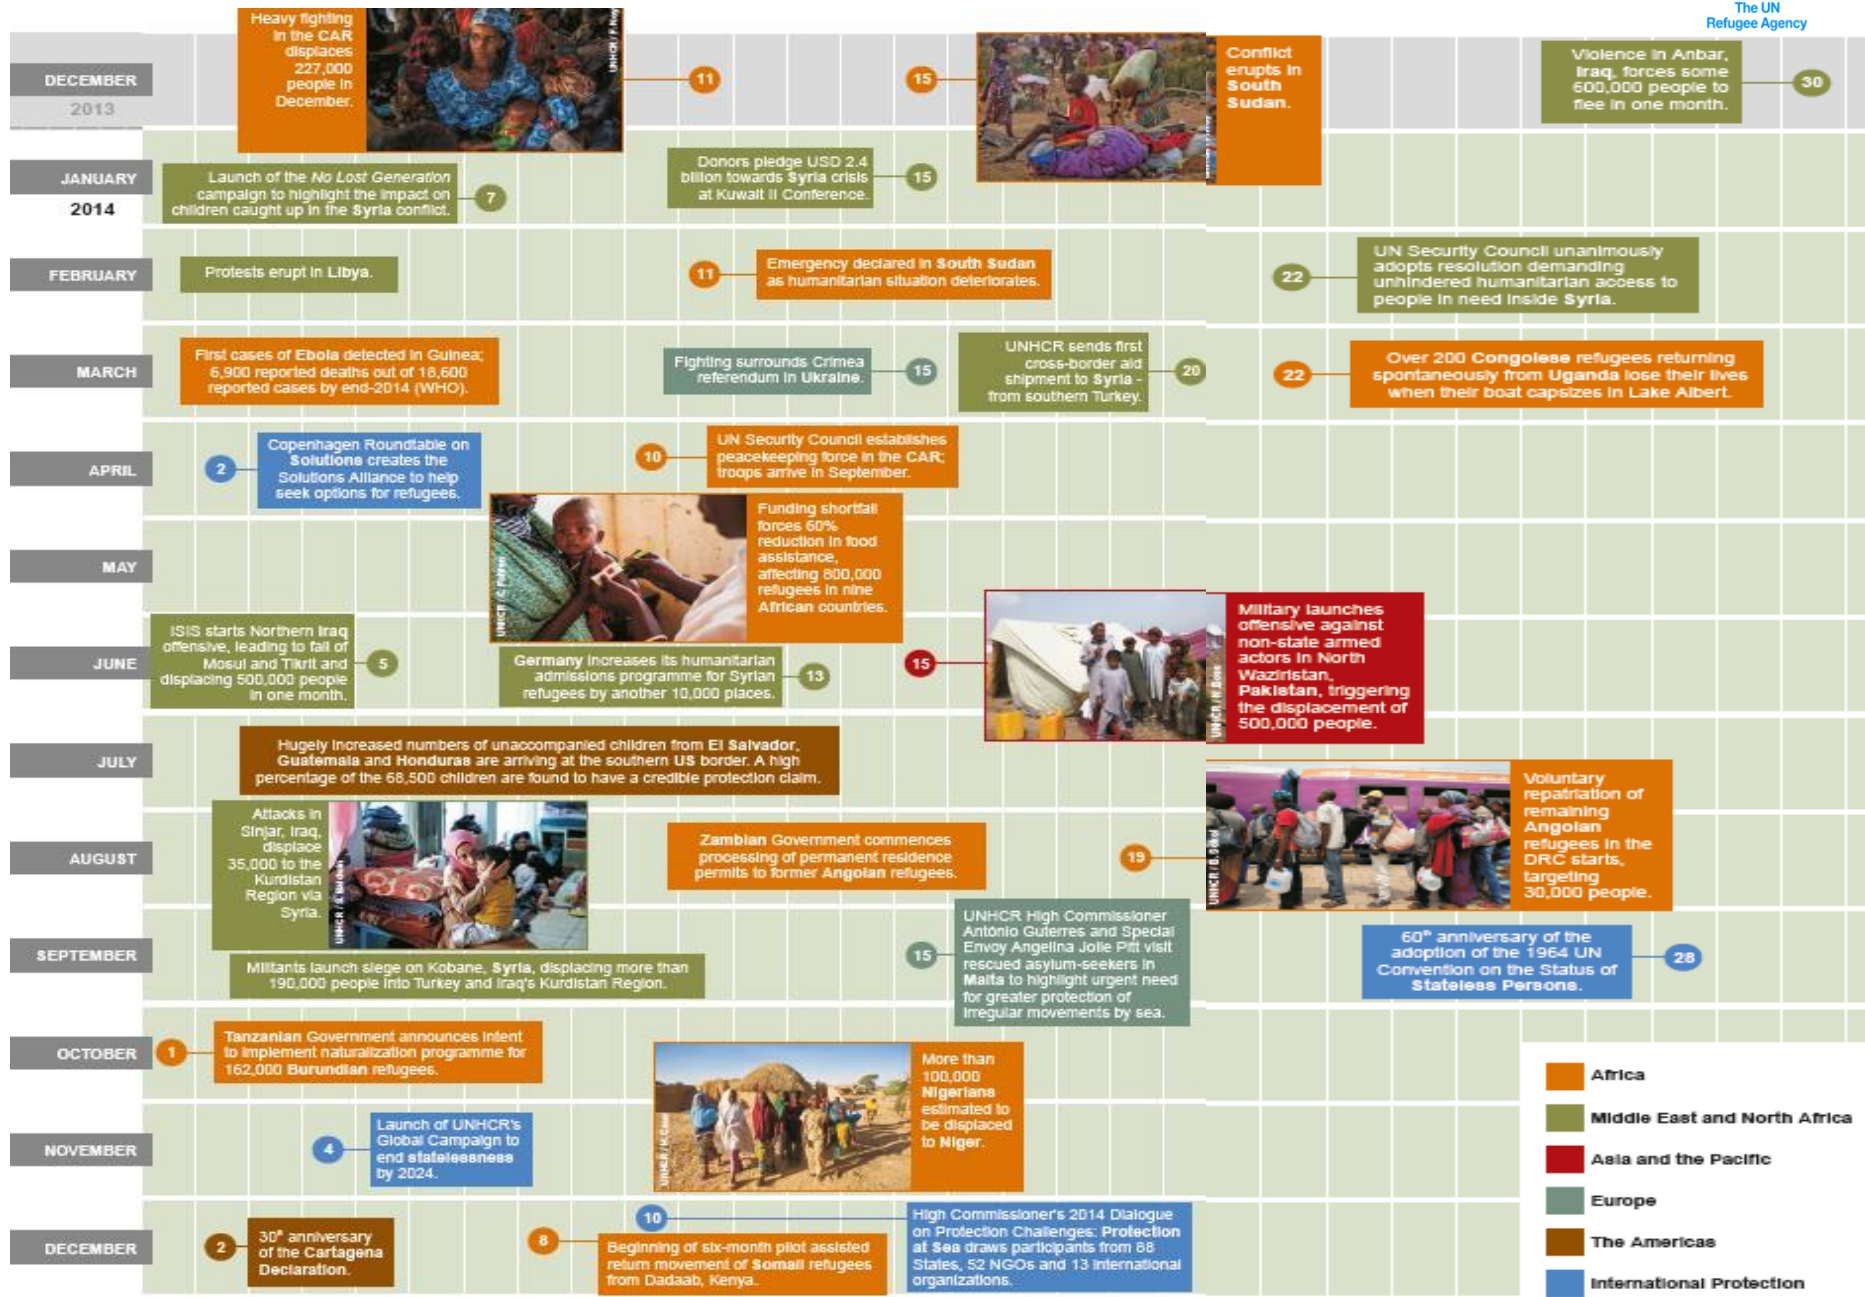 The UN
Refugee Agency
DECEMBER
2013
Heavy fighting
in the CAR
displaces
227,000
people in
December.
11
15
Conflict
erupts in
South
Sudan.
Violence in Anbar,
Iraq, forces some
600,000 people to
flee in one month.
30
JANUARY
2014
Launch of the No Lost Generation
campaign to highlight the impact on
children caught up in the Syria conflict.
7
Donors pledge USD 2.4
billion towards Syria crisis
at Kuwait II Conference.
15
FEBRUARY
Protests erupt in Libya.
11
Emergency declared in South Sudan
as humanitarian situation deteriorates.
22
UN Security Council unanimously
adopts resolution demanding
unhindered humanitarian access to
people in need inside Syria.
MARCH
First cases of Ebola detected in Guinea;
6,900 reported deaths out of 18,600
reported cases by end-2014 (WHO).
Fighting surrounds Crimea
referendum in Ukraine.
15
UNHCR sends first
cross-border aid
shipment to Syria -
from southern Turkey.
20
22
Over 200 Congolese refugees returning
spontaneously from Uganda lose their lives
when their boat capsizes in Lake Albert.
APRIL
2
Copenhagen Roundtable on
Solutions creates the
Solutions Alliance to help
seek options for refugees.
10
UN Security Council establishes
peacekeeping force in the CAR;
troops arrive in September.
MAY
Funding shortfall
forces 60%
reduction in food
assistance,
affecting 800,000
refugees in nine
African countries.
JUNE
ISIS starts Northern Iraq
offensive, leading to fall of
Mosul and Tikrit and
displacing 500,000 people
in one month.
5
Germany increases its humanitarian
admissions programme for Syrian
refugees by another 10,000 places.
13
15
Military launches
offensive against
non-state armed
actors in North
Waziristan,
Pakistan, triggering
the displacement of
500,000 people.
JULY
Hugely increased numbers of unaccompanied children from El Salvador,
Guatemala and Honduras are arriving at the southern US border. A high
percentage of the 68,500 children are found to have a credible protection claim.
AUGUST
Attacks in
Sinjar, Iraq,
displace
35,000 to the
Kurdistan
Region via
Syria.
Zambian Government commences
processing of permanent residence
permits to former Angolan refugees.
19
Voluntary
repatriation of
remaining
Angolan
refugees in the
DRC starts,
targeting
30,000 people.
SEPTEMBER
Militants launch siege on Kobane, Syria, displacing more than
190,000 people into Turkey and Iraq's Kurdistan Region.
15
UNHCR High Commissioner
António Guterres and Special
Envoy Angelina Jolie Pitt visit
rescued asylum-seekers in
Malta to highlight urgent need
for greater protection of
irregular movements by sea.
60th anniversary of the
adoption of the 1964 UN
Convention on the Status of
Stateless Persons.
28
OCTOBER
1
Tanzanian Government announces intent
to implement naturalization programme for
162,000 Burundian refugees.
More than
100,000
Nigerians
estimated to
be displaced
to Niger.
NOVEMBER
4
Launch of UNHCR's
Global Campaign to
end statelessness
by 2024.
DECEMBER
2
30th anniversary
of the Cartagena
Declaration.
8
Beginning of six-month pilot assisted
return movement of Somali refugees
from Dadaab, Kenya.
10
High Commissioner's 2014 Dialogue
on Protection Challenges: Protection
at Sea draws participants from 68
States, 52 NGOs and 13 international
organizations.
Africa
Middle East and North Africa
Asia and the Pacific
Europe
The Americas
International Protection